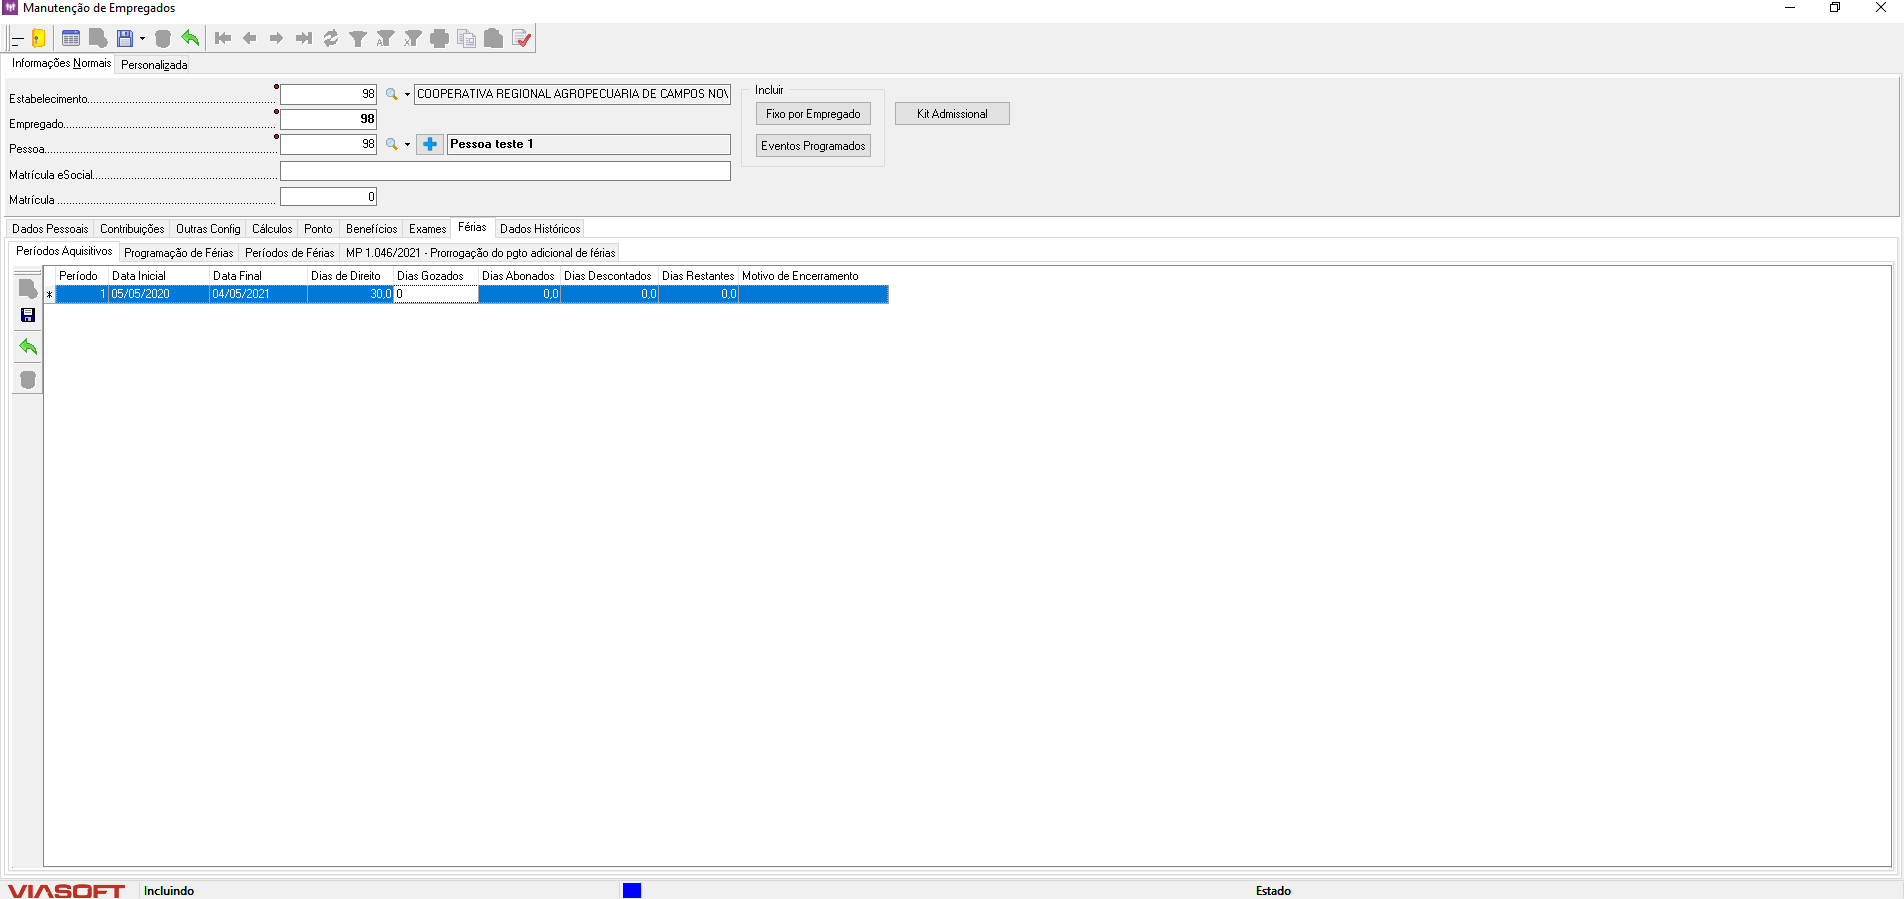 Manutenção de Empregados
Informações Normais Personalizada
Estabelecimento 98 COOPERATIVA REGIONAL AGROPECUARIA DE CAMPOS NOV
Empregado 98
Pessoa 98 Pessoa teste 1
Matrícula eSocial
Matrícula 0
Incluir
Fixo por Empregado
Eventos Programados
Kit Admissional
Dados Pessoais Contribuições Outras Config Cálculos Ponto Benefícios Exames Férias Dados Históricos
Períodos Aquisitivos Programação de Férias Períodos de Férias MP 1.046/2021 - Prorrogação do pgto adicional de férias
Período Data Inicial Data Final Dias de Direito Dias Gozados Dias Abonados Dias Descontados Dias Restantes Motivo de Encerramento
* 1 05/05/2020 04/05/2021 30,0 0 0,0 0,0 0,0
VIASOFT Incluindo Estado